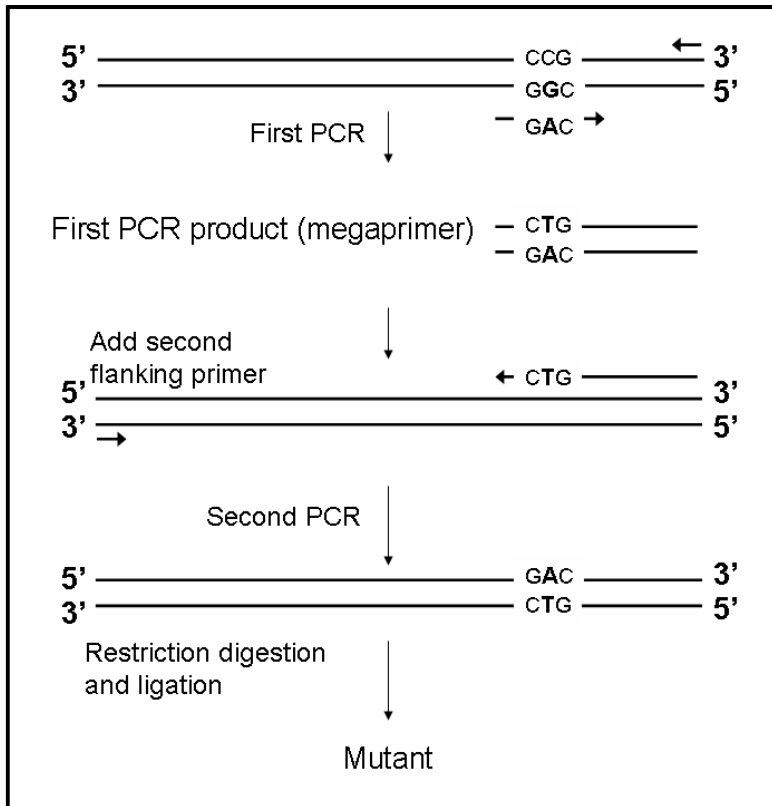 5' CCG 3'
3' GGC 5'
GAC
First PCR
First PCR product (megaprimer) CTG
GAC
Add second
flanking primer
CTG
5' 3'
3' 5'
Second PCR
5' GAC 3'
3' CTG 5'
Restriction digestion
and ligation
Mutant